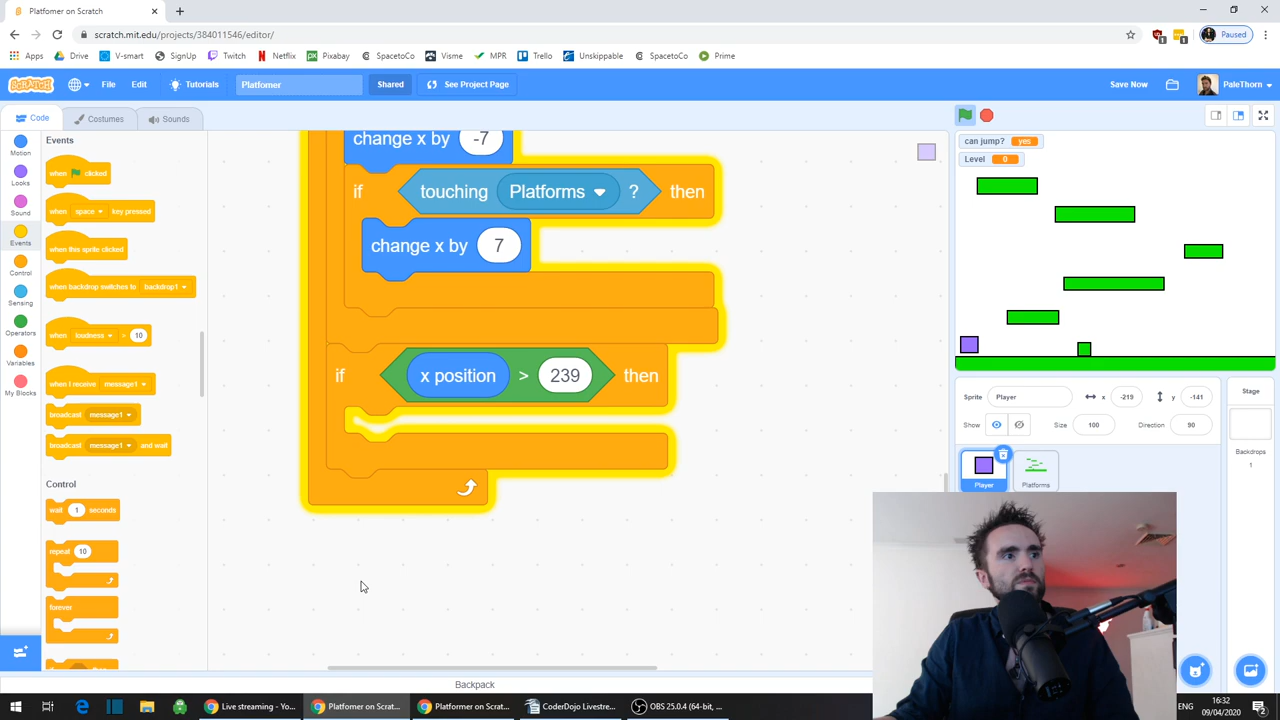 Platfomer on Scratch
scratch.mit.edu/projects/384011546/editor/
Paused
Apps Drive V-smart SignUp Twitch Netflix Pixabay SpacetoCo Visme MPR Trello Unskippable SpacetoCo Prime
SCRATCH File Edit Tutorials Platfomer Shared See Project Page Save Now PaleThorn
Code Costumes Sounds
Motion
Looks
Sound
Events
Control
Sensing
Operators
Variables
My Blocks
Events
when clicked
when space key pressed
when this sprite clicked
when backdrop switches to backdrop1
when loudness > 10
when I receive message1
broadcast message1
broadcast message1 and wait
Control
wait 1 seconds
repeat 10
forever
change x by -7
if touching Platforms ? then
change x by 7
if x position > 239 then
can jump? yes
Level 0
Sprite Player x -219 y -141
Show Size 100 Direction 90
Player Platforms
Stage
Backdrops
1
Backpack
Live streaming - Yo... Platfomer on Scrat... Platfomer on Scrat... CoderDojo Livestre... OBS 25.0.4 (64-bit, ...
ENG
16:32
09/04/2020
2